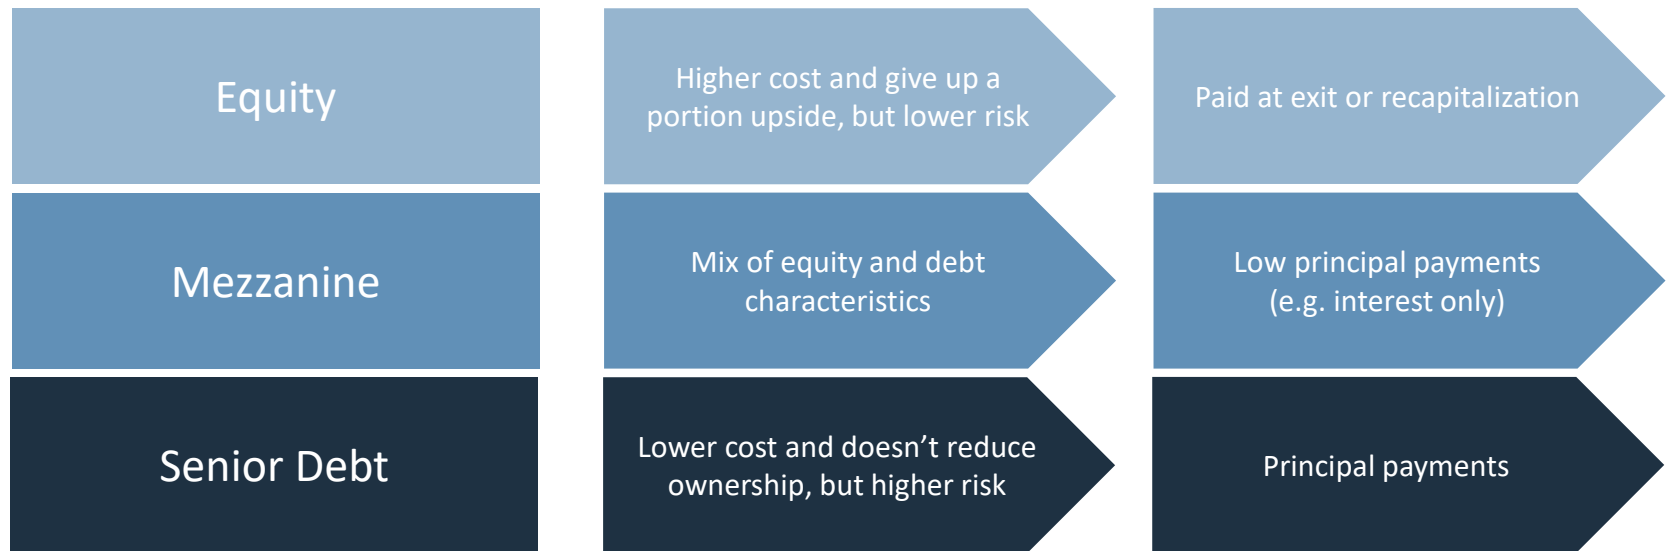 Equity
Higher cost and give up a
portion upside, but lower risk
Paid at exit or recapitalization
Mezzanine
Mix of equity and debt
characteristics
Low principal payments
(e.g. interest only)
Senior Debt
Lower cost and doesn’t reduce
ownership, but higher risk
Principal payments